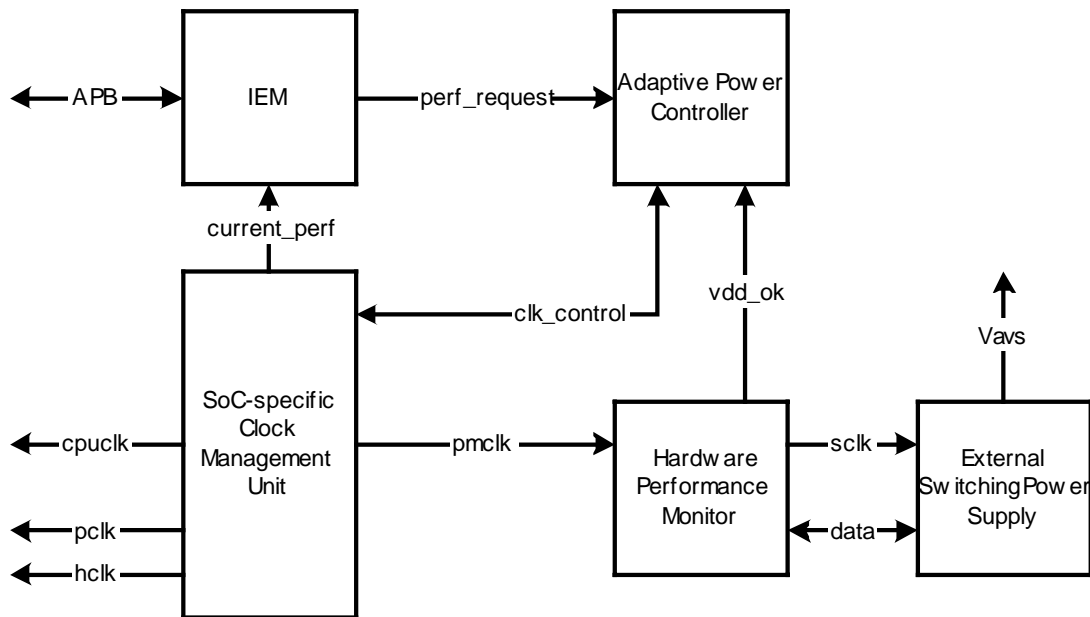 APB
IEM
perf_request
Adaptive Power
Controller
current_perf
clk_control
vdd_ok
Vavs
SoC-specific
Clock
Management
Unit
cpuclk
pclk
hclk
pmclk
Hardware
Performance
Monitor
sclk
data
External
Switching Power
Supply